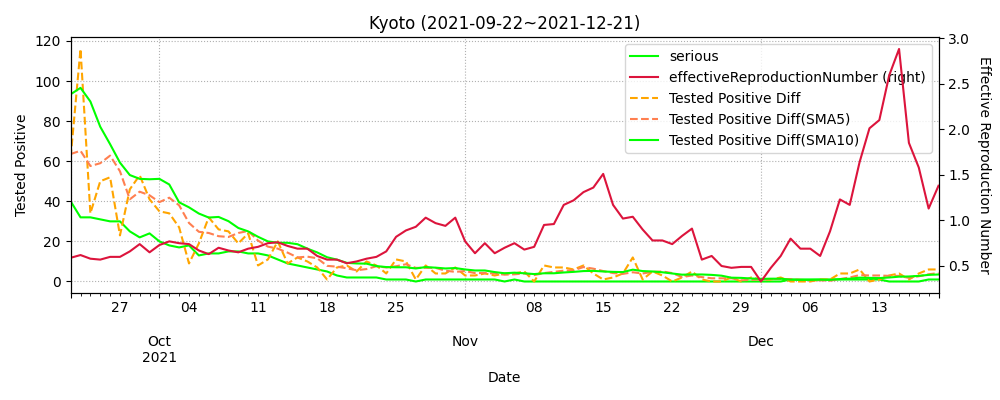 Kyoto (2021-09-22~2021-12-21)
serious
effectiveReproductionNumber (right)
Tested Positive Diff
Tested Positive Diff(SMA5)
Tested Positive Diff(SMA10)
Tested Positive
120
100
80
60
40
20
0
Effective Reproduction Number
3.0
2.5
2.0
1.5
1.0
0.5
27 04 11 18 25 08 15 22 29 06 13
Oct Nov Dec
2021
Date